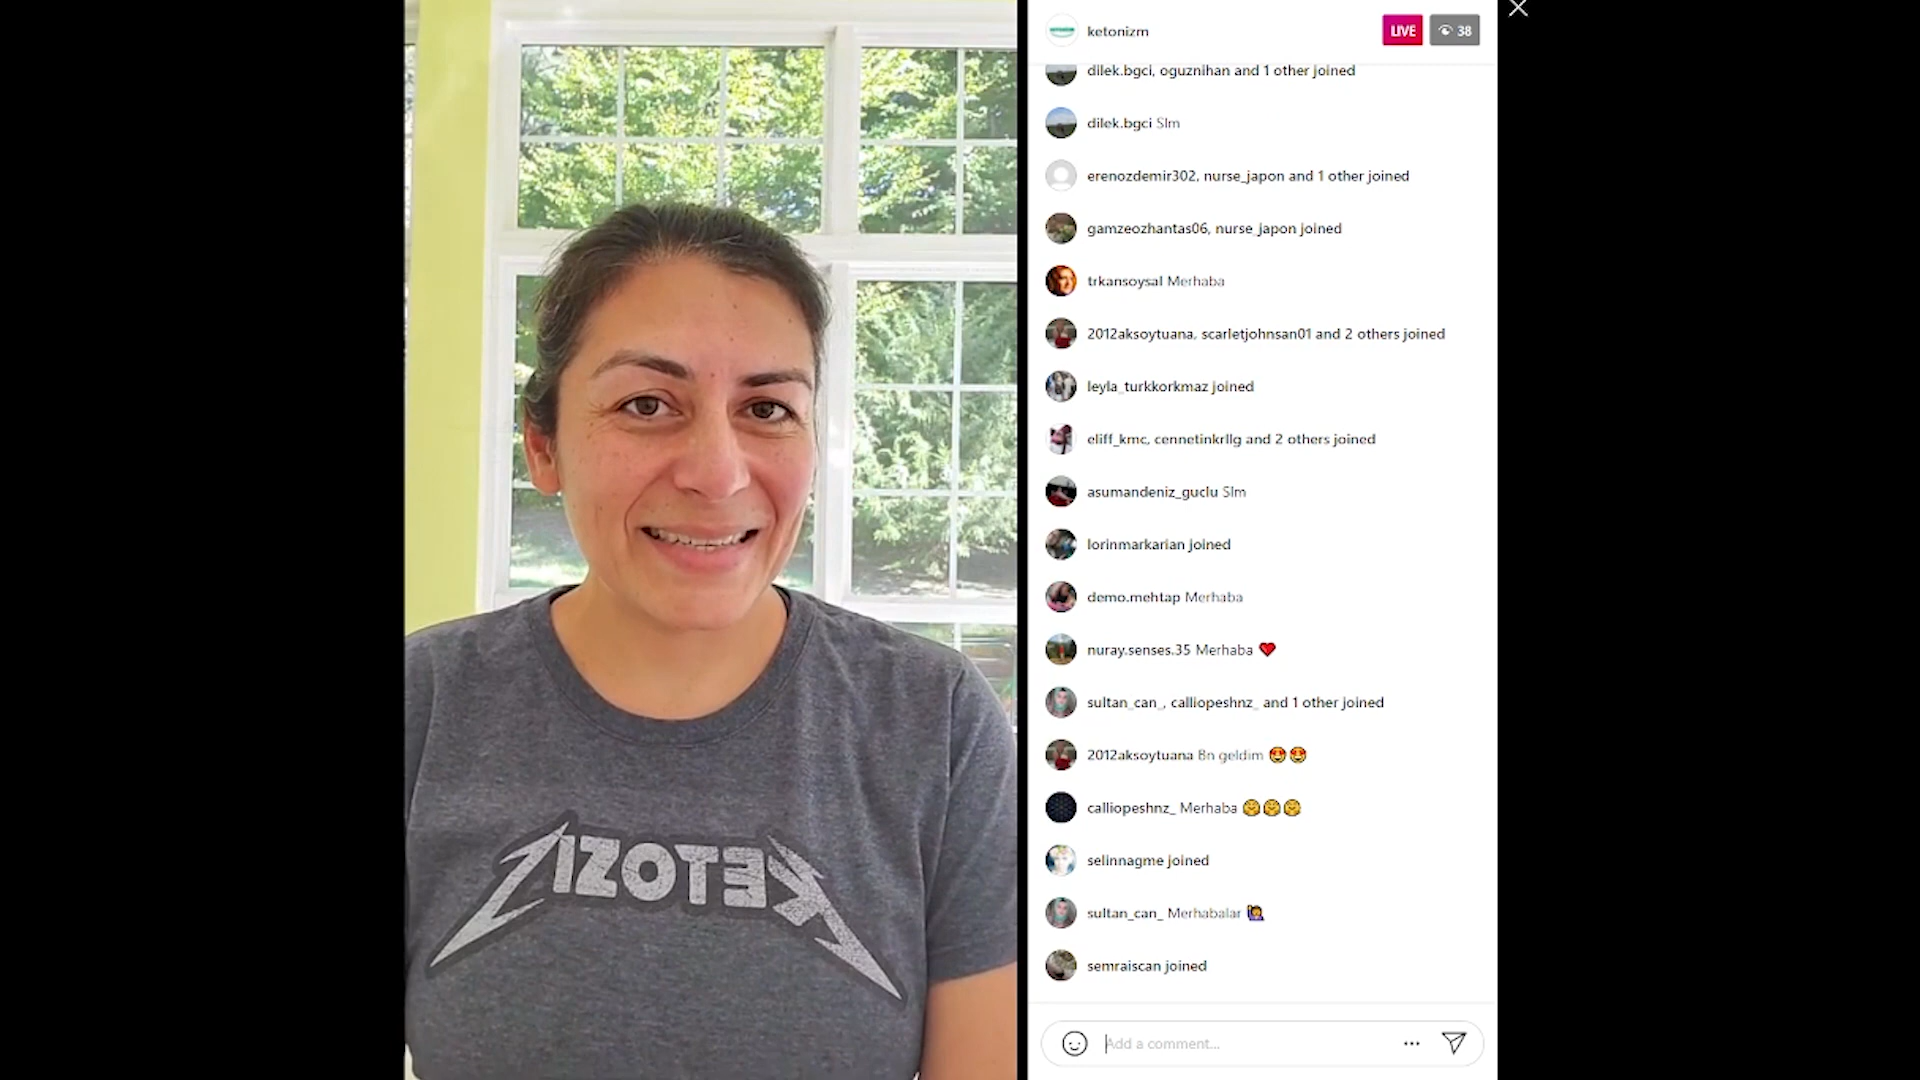 KETOZI
ketonizm
LIVE
38
dilek.bgci, oguznihan and 1 other joined
dilek.bgci Slm
erenozdemir302, nurse_japon and 1 other joined
gamzeozhantas06, nurse_japon joined
trkansoysal Merhaba
2012aksoytuana, scarletjohnsan01 and 2 others joined
leyla_turkkorkmaz joined
eliff_kmc, cennetinkrllg and 2 others joined
asumandeniz_guclu Slm
lorinmarkarian joined
demo.mehtap Merhaba
nuray.senses.35 Merhaba ❤️
sultan_can_, calliopeshnz_ and 1 other joined
2012aksoytuana Bn geldim 😍😍
calliopeshnz_ Merhaba 🤗🤗🤗
selinnagme joined
sultan_can_ Merhabalar 🙋
semraiscan joined
Add a comment...